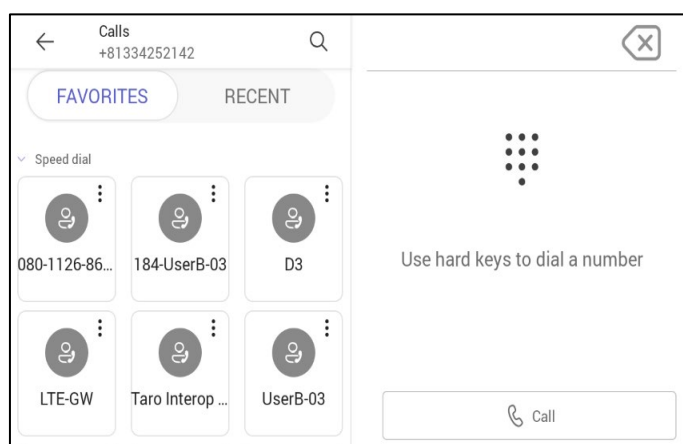 Calls
+81334252142
FAVORITES
RECENT
Speed dial
080-1126-86...
184-UserB-03
D3
LTE-GW
Taro Interop ...
UserB-03
Use hard keys to dial a number
Call